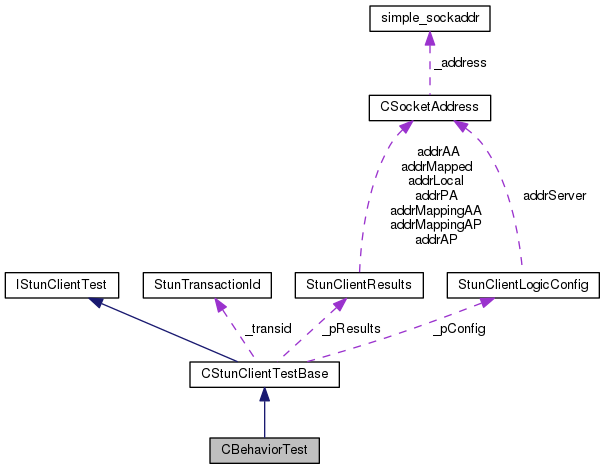 simple_sockaddr
_address
CSocketAddress
addrAA
addrMapped
addrLocal
addrPA
addrMappingAA
addrMappingAP
addrAP
addrServer
IStunClientTest
StunTransactionId
StunClientResults
StunClientLogicConfig
_transid
_pResults
_pConfig
CStunClientTestBase
CBehaviorTest